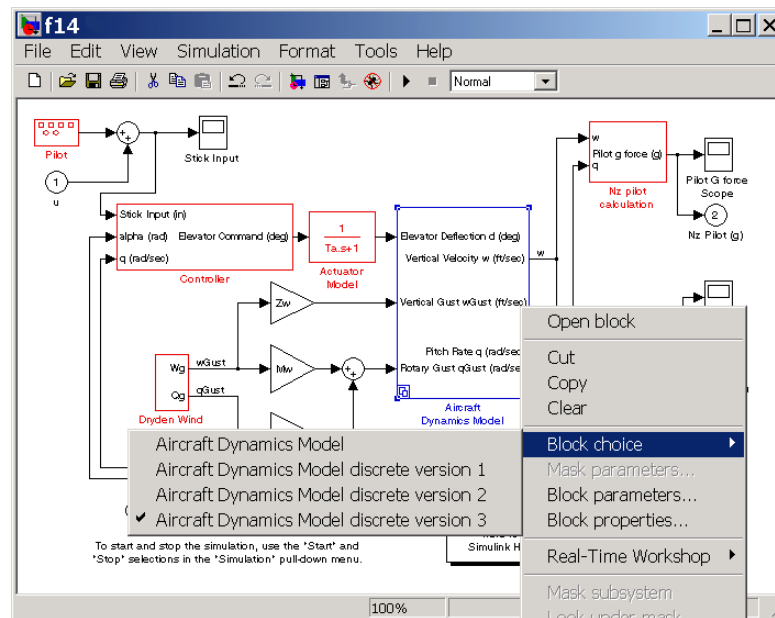 f14
File Edit View Simulation Format Tools Help
Normal
Pilot
Stick Input
1
u
w
Pilot g force (g)
q
Nz pilot
calculation
Pilot G force
Scope
2
Nz Pilot (g)
Stick Input (in)
alpha (rad) Elevator Command (deg)
q (rad/sec)
Controller
1
Ta.s+1
Actuator
Model
Elevator Deflection d (deg)
Vertical Velocity w (ft/sec)
w
Vertical Gust wGust (ft/sec)
Pitch Rate q (rad/sec
Rotary Gust qGust (rad/sec
Aircraft
Dynamics Model
Zw
Mw
Wg wGust
Qg qGust
Dryden Wind
Open block
Cut
Copy
Clear
Block choice
Mask parameters...
Block parameters...
Block properties...
Real-Time Workshop
Mask subsystem
Look under mask
Aircraft Dynamics Model
Aircraft Dynamics Model discrete version 1
Aircraft Dynamics Model discrete version 2
Aircraft Dynamics Model discrete version 3
To start and stop the simulation, use the "Start" and
"Stop" selections in the "Simulation" pull-down menu.
Simulink H
100%